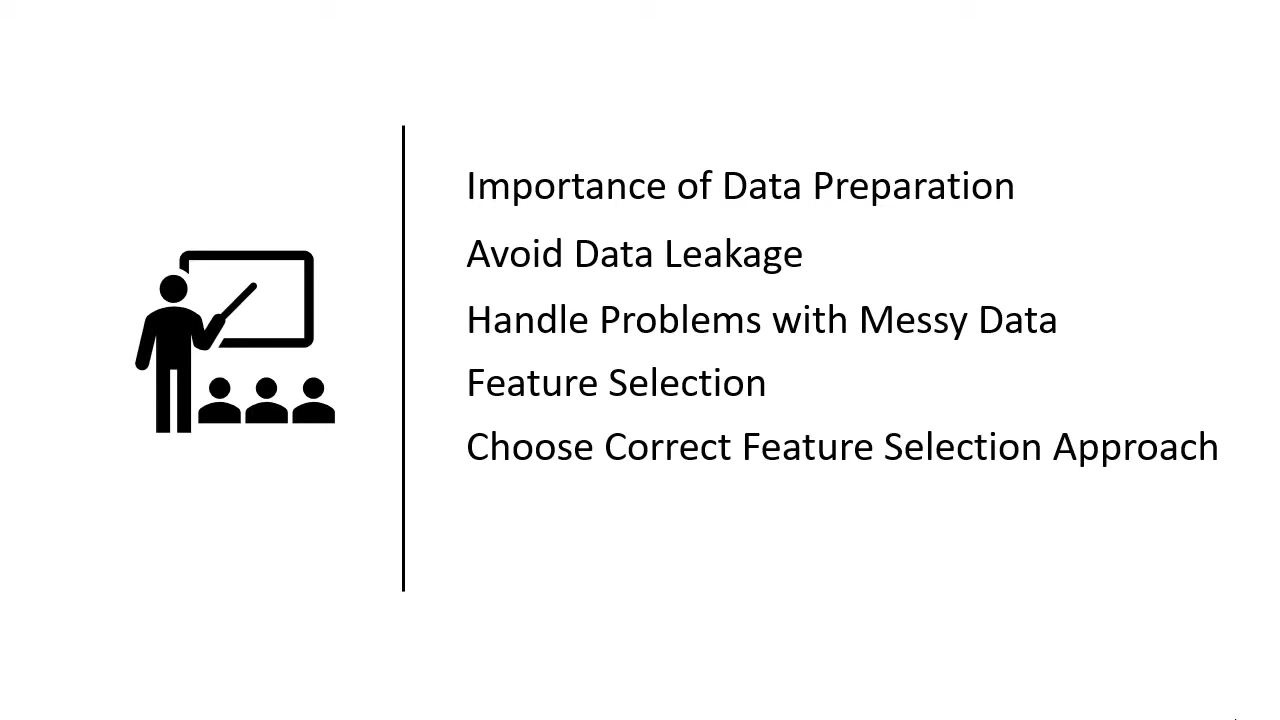 Importance of Data Preparation
Avoid Data Leakage
Handle Problems with Messy Data
Feature Selection
Choose Correct Feature Selection Approach